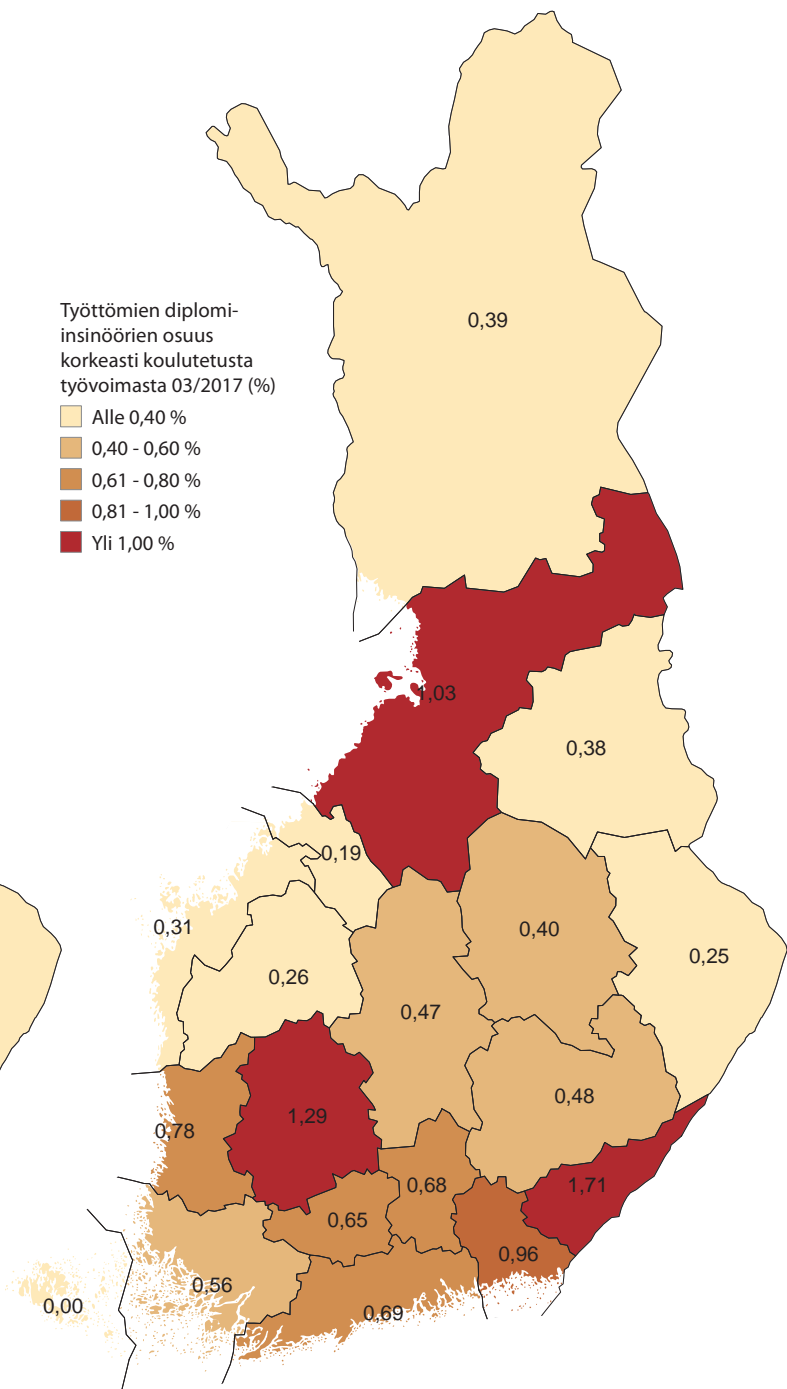 0,39
Työttömien diplomi-
insinöörien osuus
korkeasti koulutetusta
työvoimasta 03/2017 (%)
Alle 0,40 %
0,40 - 0,60 %
0,61 - 0,80 %
0,81 - 1,00 %
Yli 1,00 %
1,03
0,38
0,19
0,31
0,40
0,25
0,26
0,47
0,48
1,29
0,78
1,71
0,68
0,65
0,96
0,56
0,00
0,69